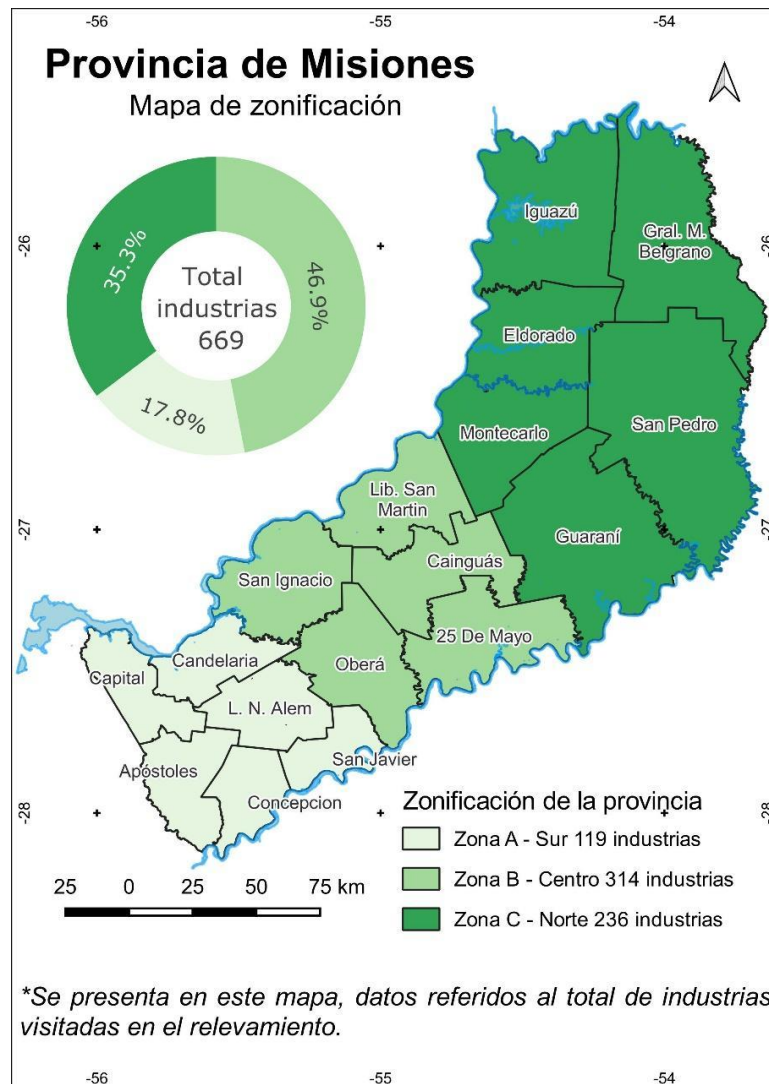 -56 -55 -54
Provincia de Misiones
Mapa de zonificación
35.3%
46.9%
17.8%
Total
industrias
669
-26 -26
-27 -27
-28 -28
Iguazú
Gral. M.
Belgrano
Eldorado
San Pedro
Montecarlo
Lib. San
Martin
Guaraní
Cainguás
San Ignacio
25 De Mayo
Candelaria
Oberá
Capital
L. N. Alem
San Javier
Apóstoles
Concepcion
Zonificación de la provincia
Zona A - Sur 119 industrias
Zona B - Centro 314 industrias
Zona C - Norte 236 industrias
25 0 25 50 75 km
*Se presenta en este mapa, datos referidos al total de industrias
visitadas en el relevamiento.
-56 -55 -54